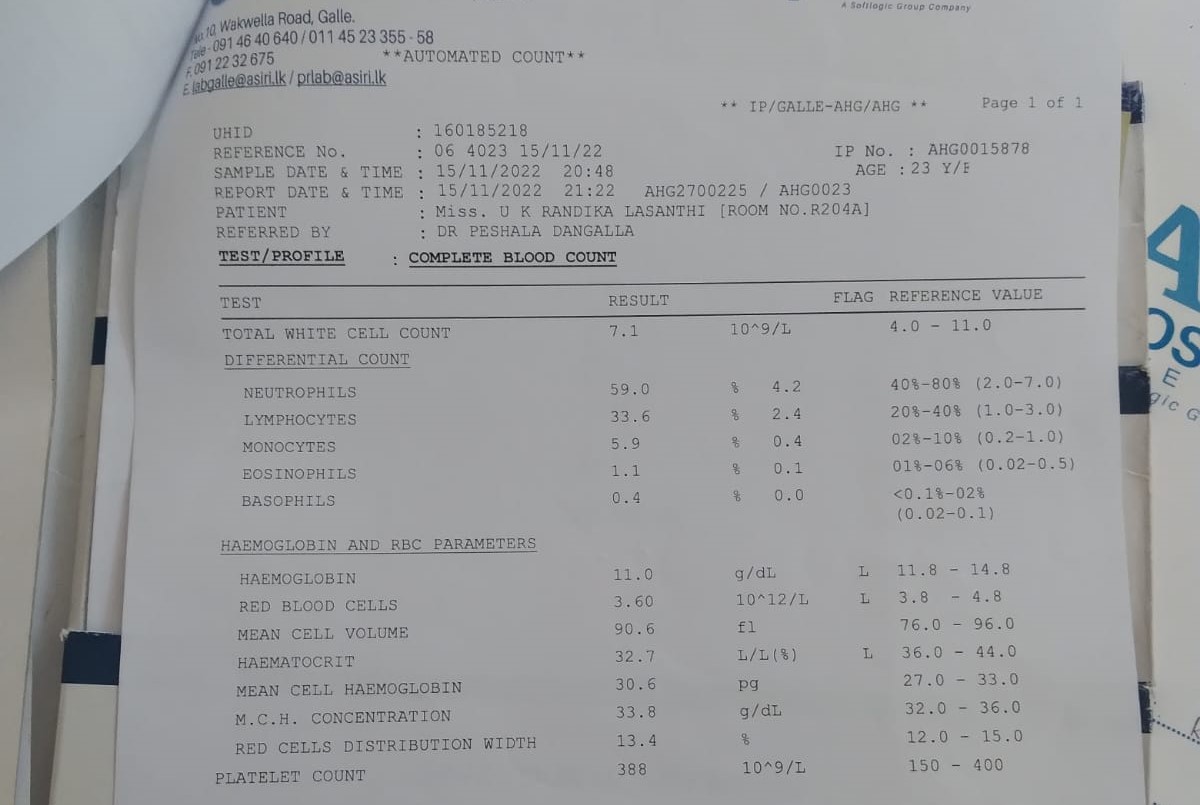 A Softlogic Group Company
No.10, Wakwella Road, Galle.
Tele - 091 46 40 640 / 011 45 23 355 - 58
F. 091 22 32 675
**AUTOMATED COUNT**
E. labgalle@asiri.lk / prlab@asiri.lk
** IP/GALLE-AHG/AHG ** Page 1 of 1
UHID : 160185218
REFERENCE No. : 06 4023 15/11/22 IP No. : AHG0015878
SAMPLE DATE & TIME : 15/11/2022 20:48 AGE : 23 Y/F
REPORT DATE & TIME : 15/11/2022 21:22 AHG2700225 / AHG0023
PATIENT : Miss. U K RANDIKA LASANTHI [ROOM NO.R204A]
REFERRED BY : DR PESHALA DANGALLA
TEST/PROFILE : COMPLETE BLOOD COUNT
TEST RESULT FLAG REFERENCE VALUE
TOTAL WHITE CELL COUNT 7.1 10^9/L 4.0 - 11.0
DIFFERENTIAL COUNT
NEUTROPHILS 59.0 % 4.2 40%-80% (2.0-7.0)
LYMPHOCYTES 33.6 % 2.4 20%-40% (1.0-3.0)
MONOCYTES 5.9 % 0.4 02%-10% (0.2-1.0)
EOSINOPHILS 1.1 % 0.1 01%-06% (0.02-0.5)
BASOPHILS 0.4 % 0.0 <0.1%-02%
(0.02-0.1)
HAEMOGLOBIN AND RBC PARAMETERS
HAEMOGLOBIN 11.0 g/dL L 11.8 - 14.8
RED BLOOD CELLS 3.60 10^12/L L 3.8 - 4.8
MEAN CELL VOLUME 90.6 fl 76.0 - 96.0
HAEMATOCRIT 32.7 L/L(%) L 36.0 - 44.0
MEAN CELL HAEMOGLOBIN 30.6 pg 27.0 - 33.0
M.C.H. CONCENTRATION 33.8 g/dL 32.0 - 36.0
RED CELLS DISTRIBUTION WIDTH 13.4 % 12.0 - 15.0
PLATELET COUNT 388 10^9/L 150 - 400